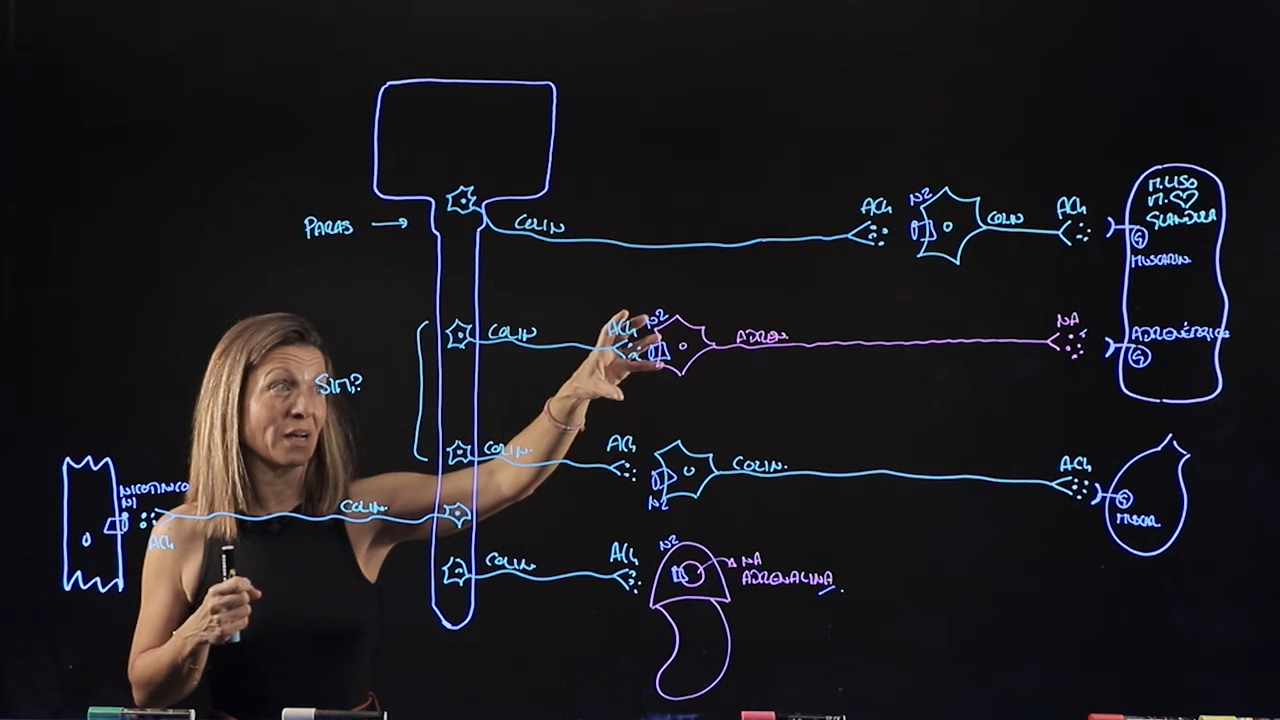 PARAS →
COLIN
ACh
N2
COLIN
ACh
M. LISO
M. ♡
GLANDULA
G
MUSCARIN.
SIM,?
COLIN
ACh
N2
ADREN.
NA
ADRENÉRGICO
G
COLIN.
ACh
N2
COLIN.
ACh
G
MUSCAR.
NICOTINICO
N1
ACh
COLIN.
COLIN
ACh
N2
NA
ADRENALINA.